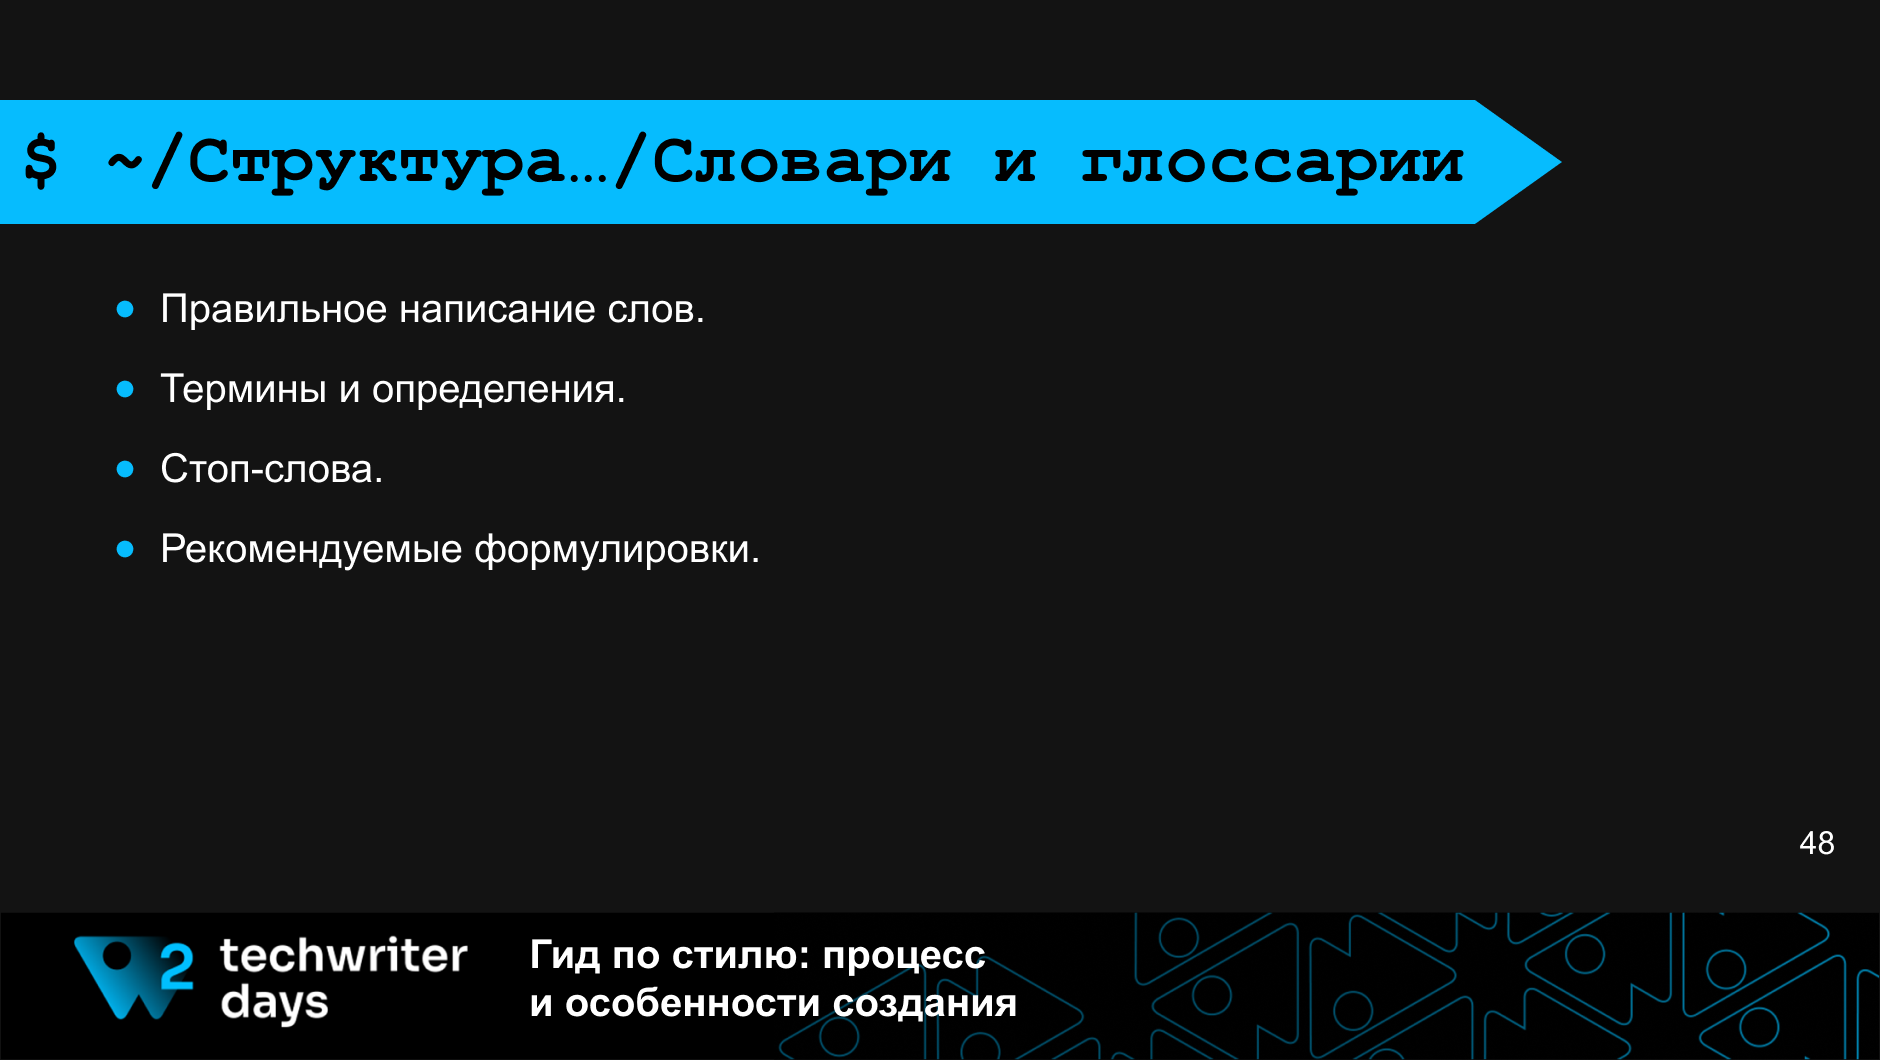 $ ~/Структура…/Словари и глоссарии
● Правильное написание слов.
● Термины и определения.
● Стоп-слова.
● Рекомендуемые формулировки.
48
2 techwriter
days
Гид по стилю: процесс
и особенности создания